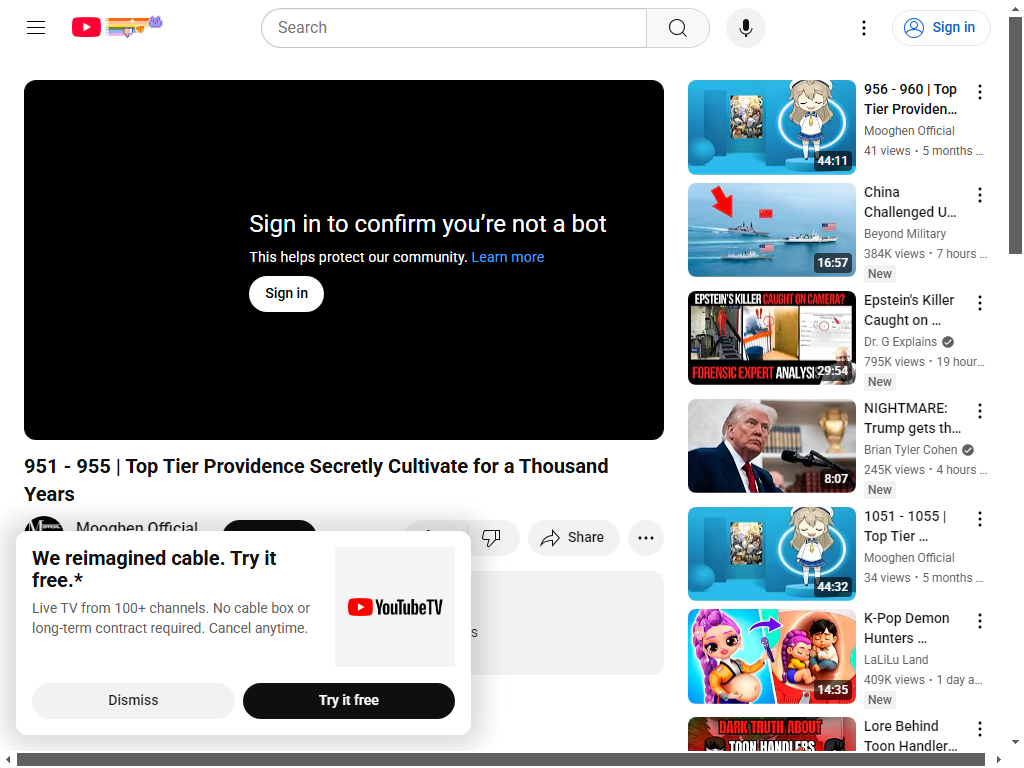 Search
Sign in
Sign in to confirm you’re not a bot
This helps protect our community. Learn more
Sign in
951 - 955 | Top Tier Providence Secretly Cultivate for a Thousand
Years
Mooghen Official
Share
We reimagined cable. Try it
free.*
Live TV from 100+ channels. No cable box or
long-term contract required. Cancel anytime.
YouTubeTV
Dismiss
Try it free
44:11
956 - 960 | Top
Tier Providen...
Mooghen Official
41 views • 5 months ...
16:57
China
Challenged U...
Beyond Military
384K views • 7 hours ...
New
EPSTEIN'S KILLER CAUGHT ON CAMERA?
FORENSIC EXPERT ANALYSI
29:54
Epstein's Killer
Caught on ...
Dr. G Explains
795K views • 19 hour...
New
8:07
NIGHTMARE:
Trump gets th...
Brian Tyler Cohen
245K views • 4 hours ...
New
44:32
1051 - 1055 |
Top Tier ...
Mooghen Official
34 views • 5 months ...
14:35
K-Pop Demon
Hunters ...
LaLiLu Land
409K views • 1 day a...
New
DARK TRUTH ABOUT
TOON HANDLERS
Lore Behind
Toon Handler...